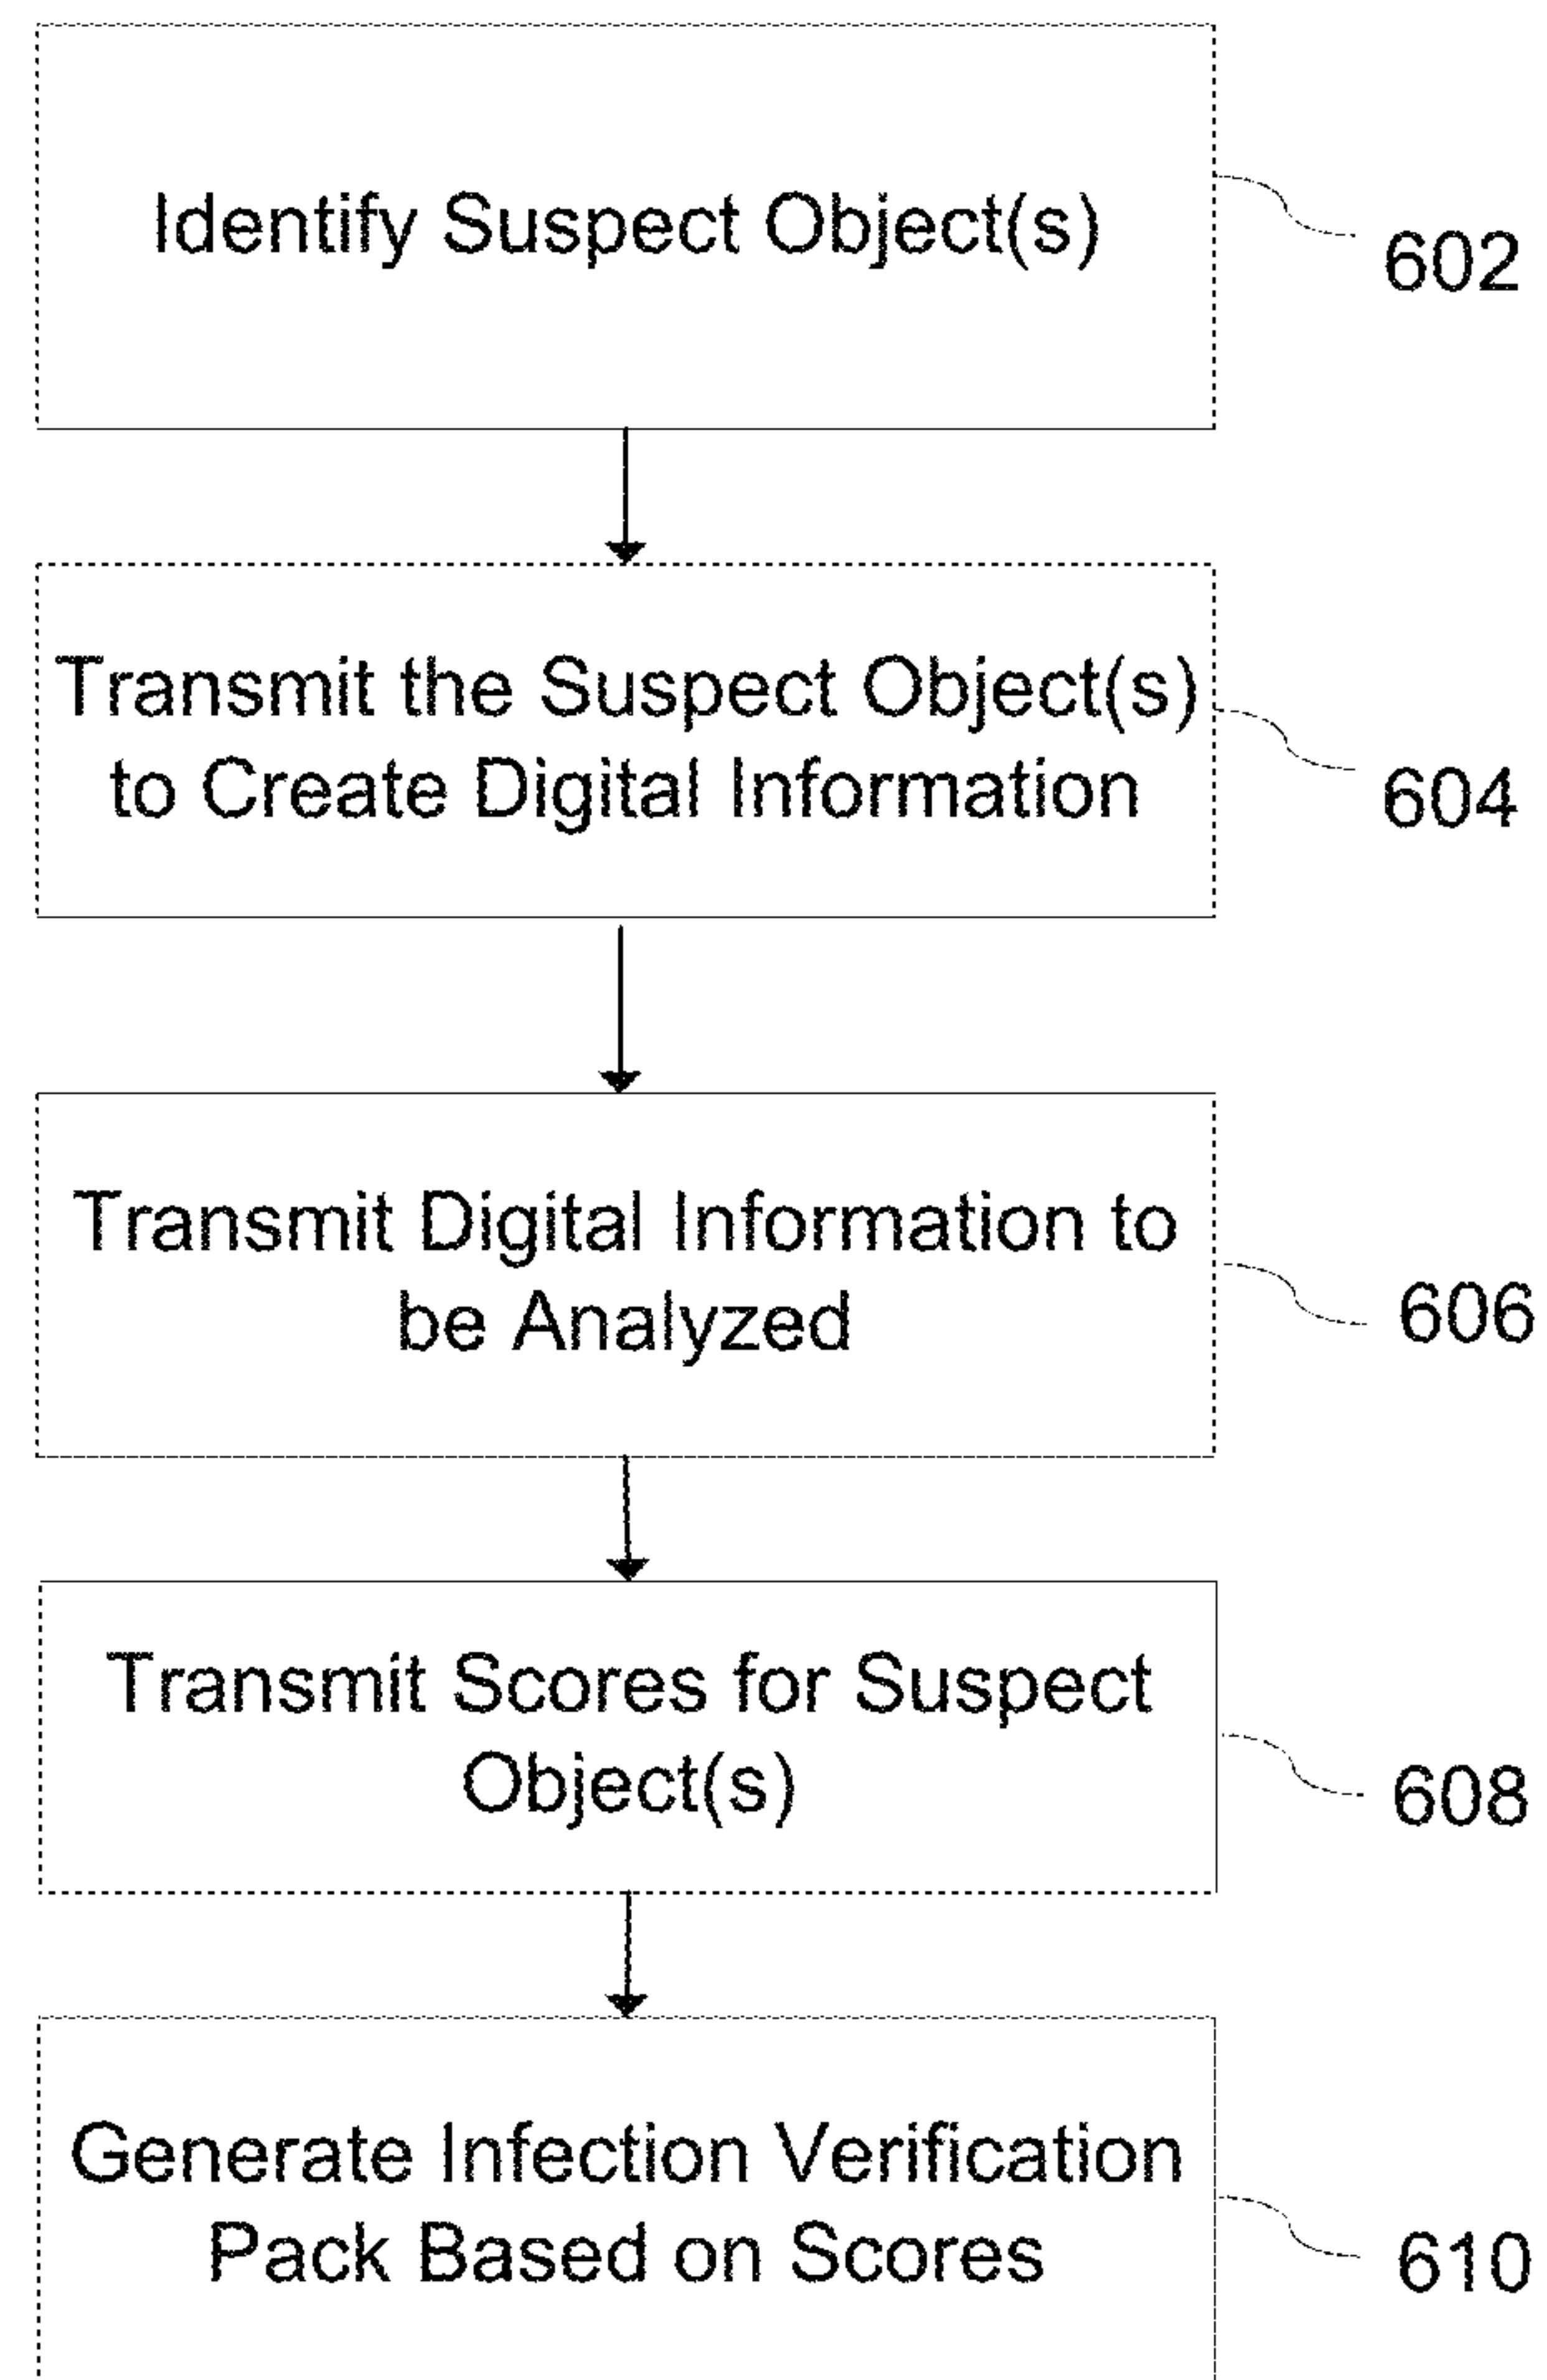 Identify Suspect Object(s)
602
Transmit the Suspect Object(s)
to Create Digital Information
604
Transmit Digital Information to
be Analyzed
606
Transmit Scores for Suspect
Object(s)
608
Generate Infection Verification
Pack Based on Scores
610